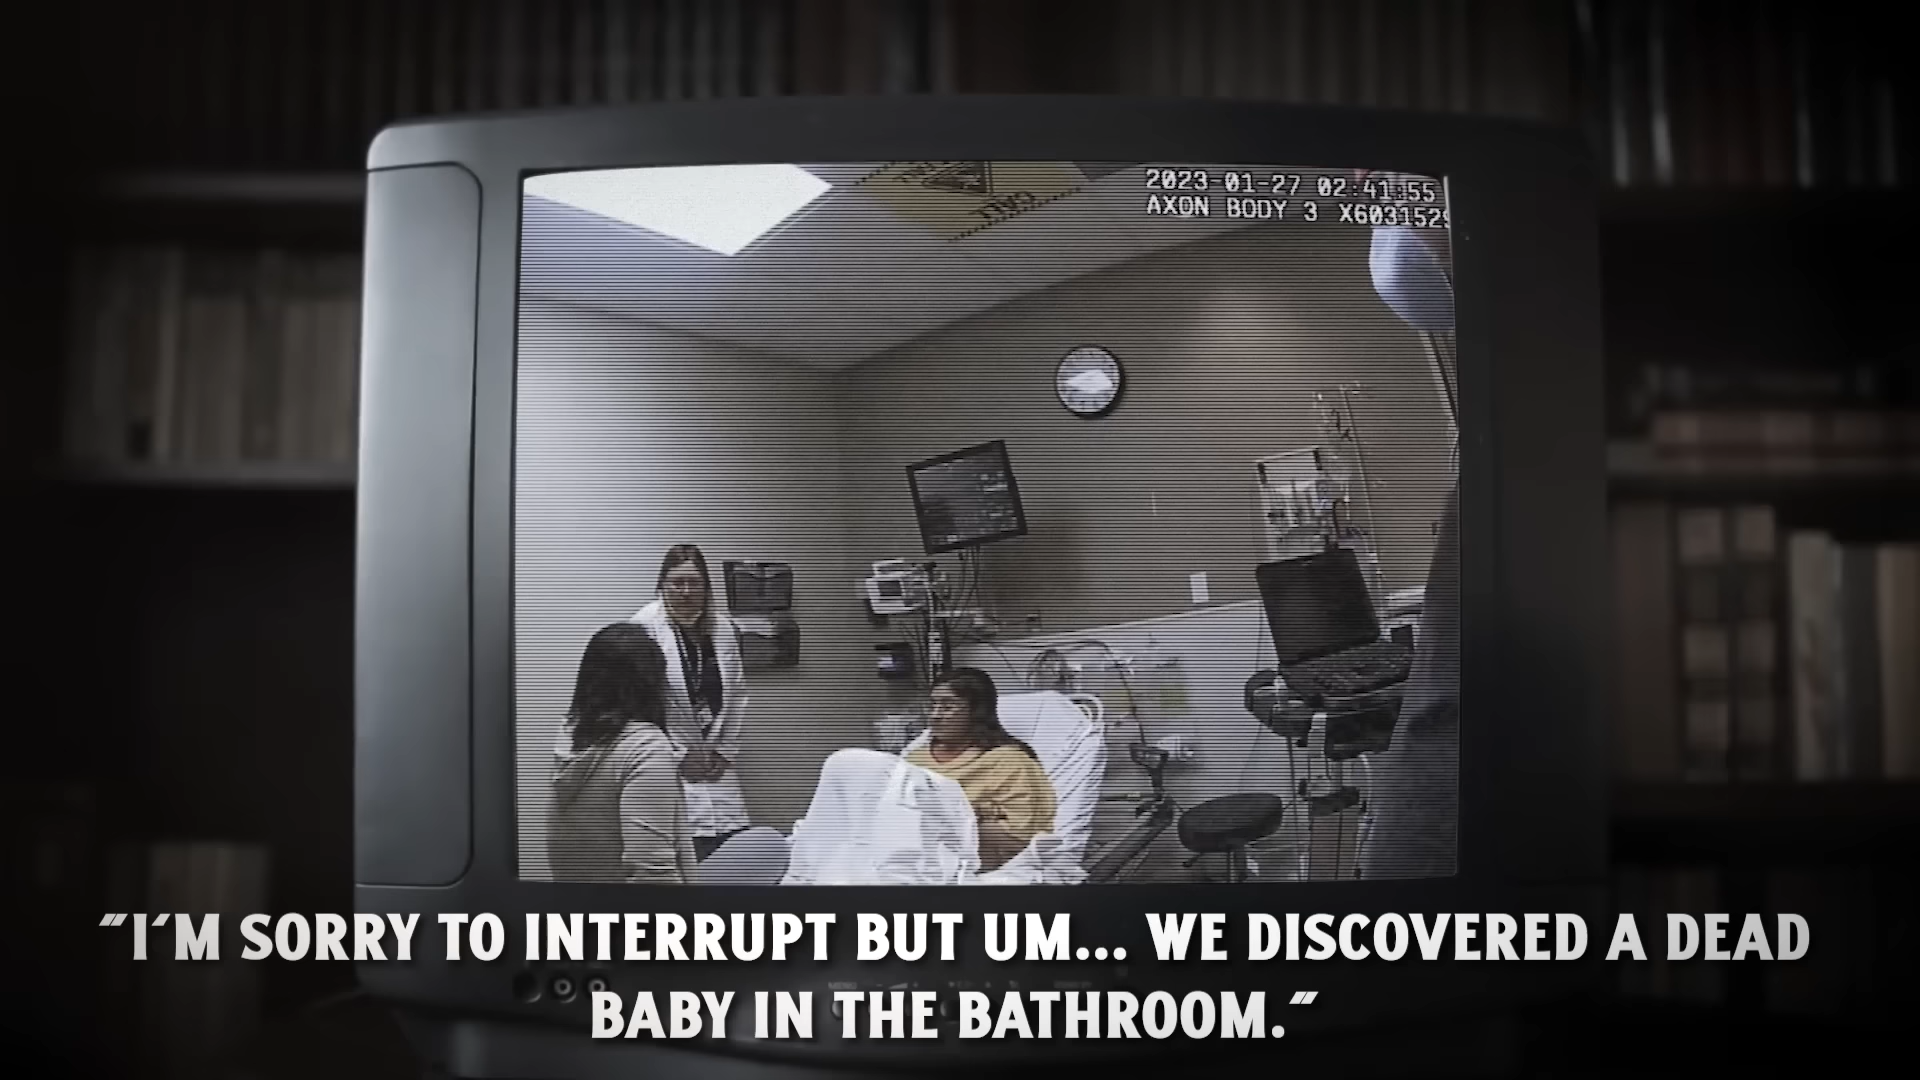 2023-01-27 02:41:55
AXON BODY 3 X6031529
"I'M SORRY TO INTERRUPT BUT UM... WE DISCOVERED A DEAD
BABY IN THE BATHROOM."